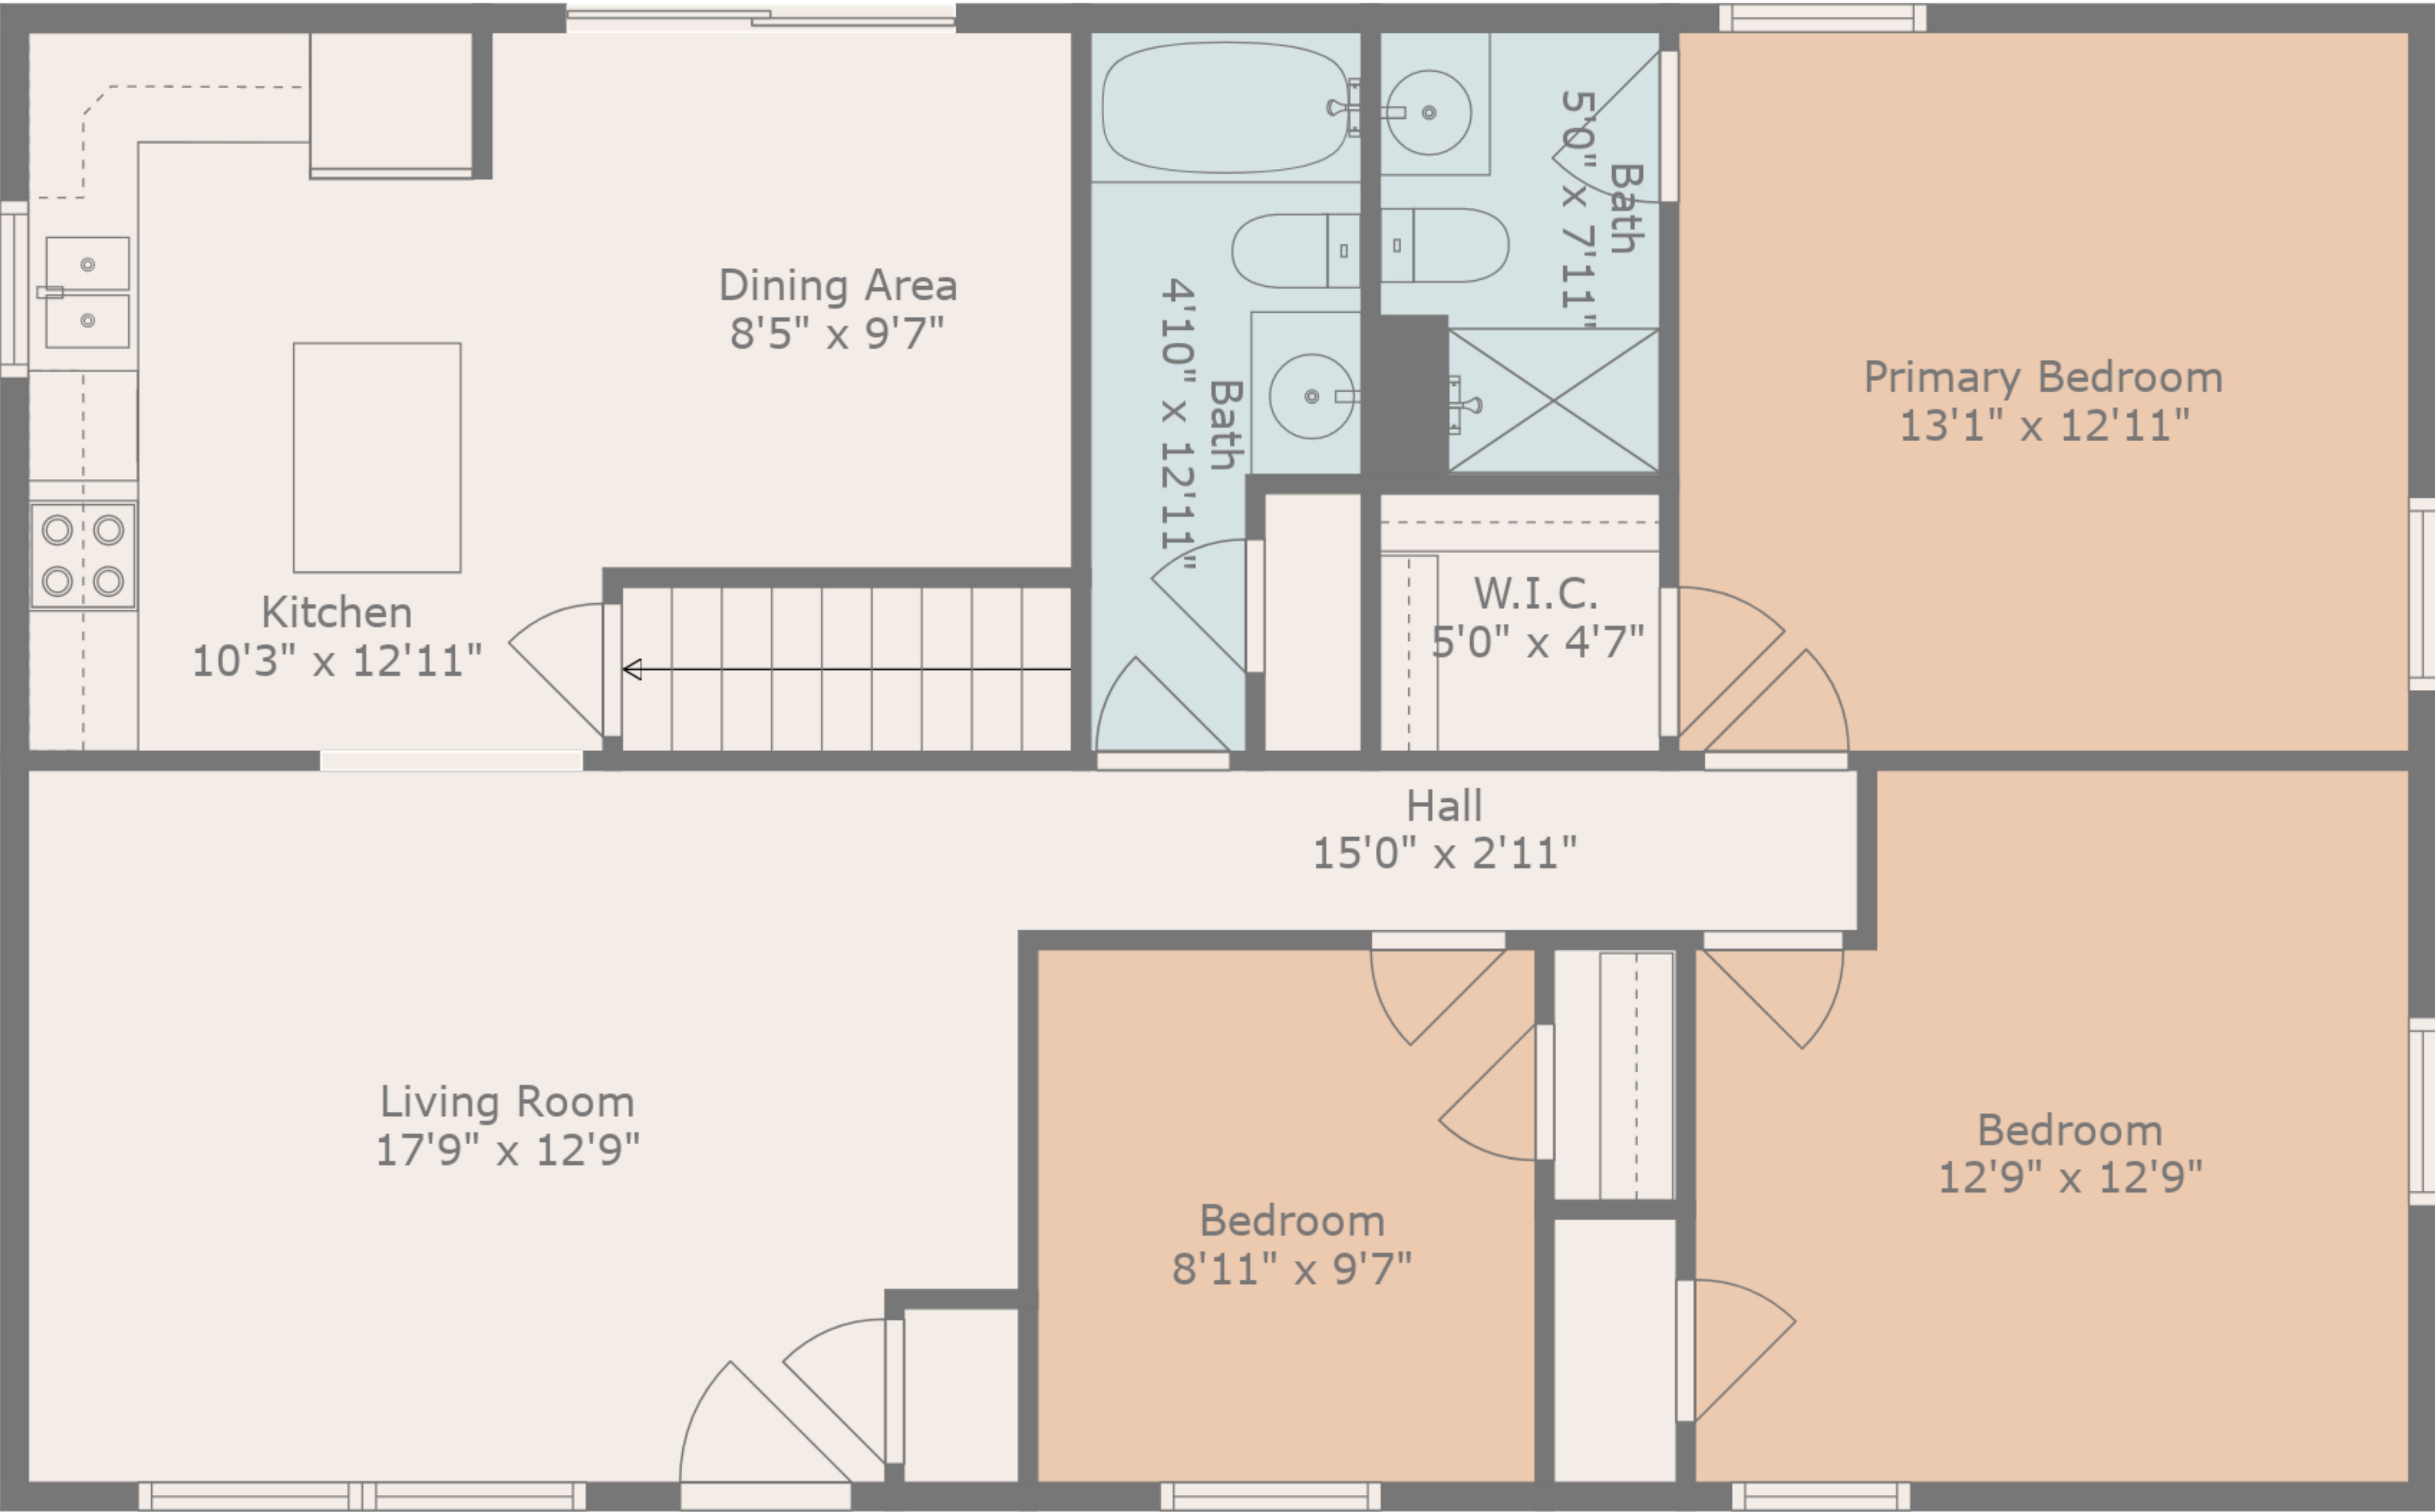 Bath
5'0" x 7'11"
Dining Area
8'5" x 9'7"
Bath
4'10" x 12'11"
Primary Bedroom
13'1" x 12'11"
Kitchen
10'3" x 12'11"
W.I.C.
5'0" x 4'7"
Hall
15'0" x 2'11"
Living Room
17'9" x 12'9"
Bedroom
8'11" x 9'7"
Bedroom
12'9" x 12'9"